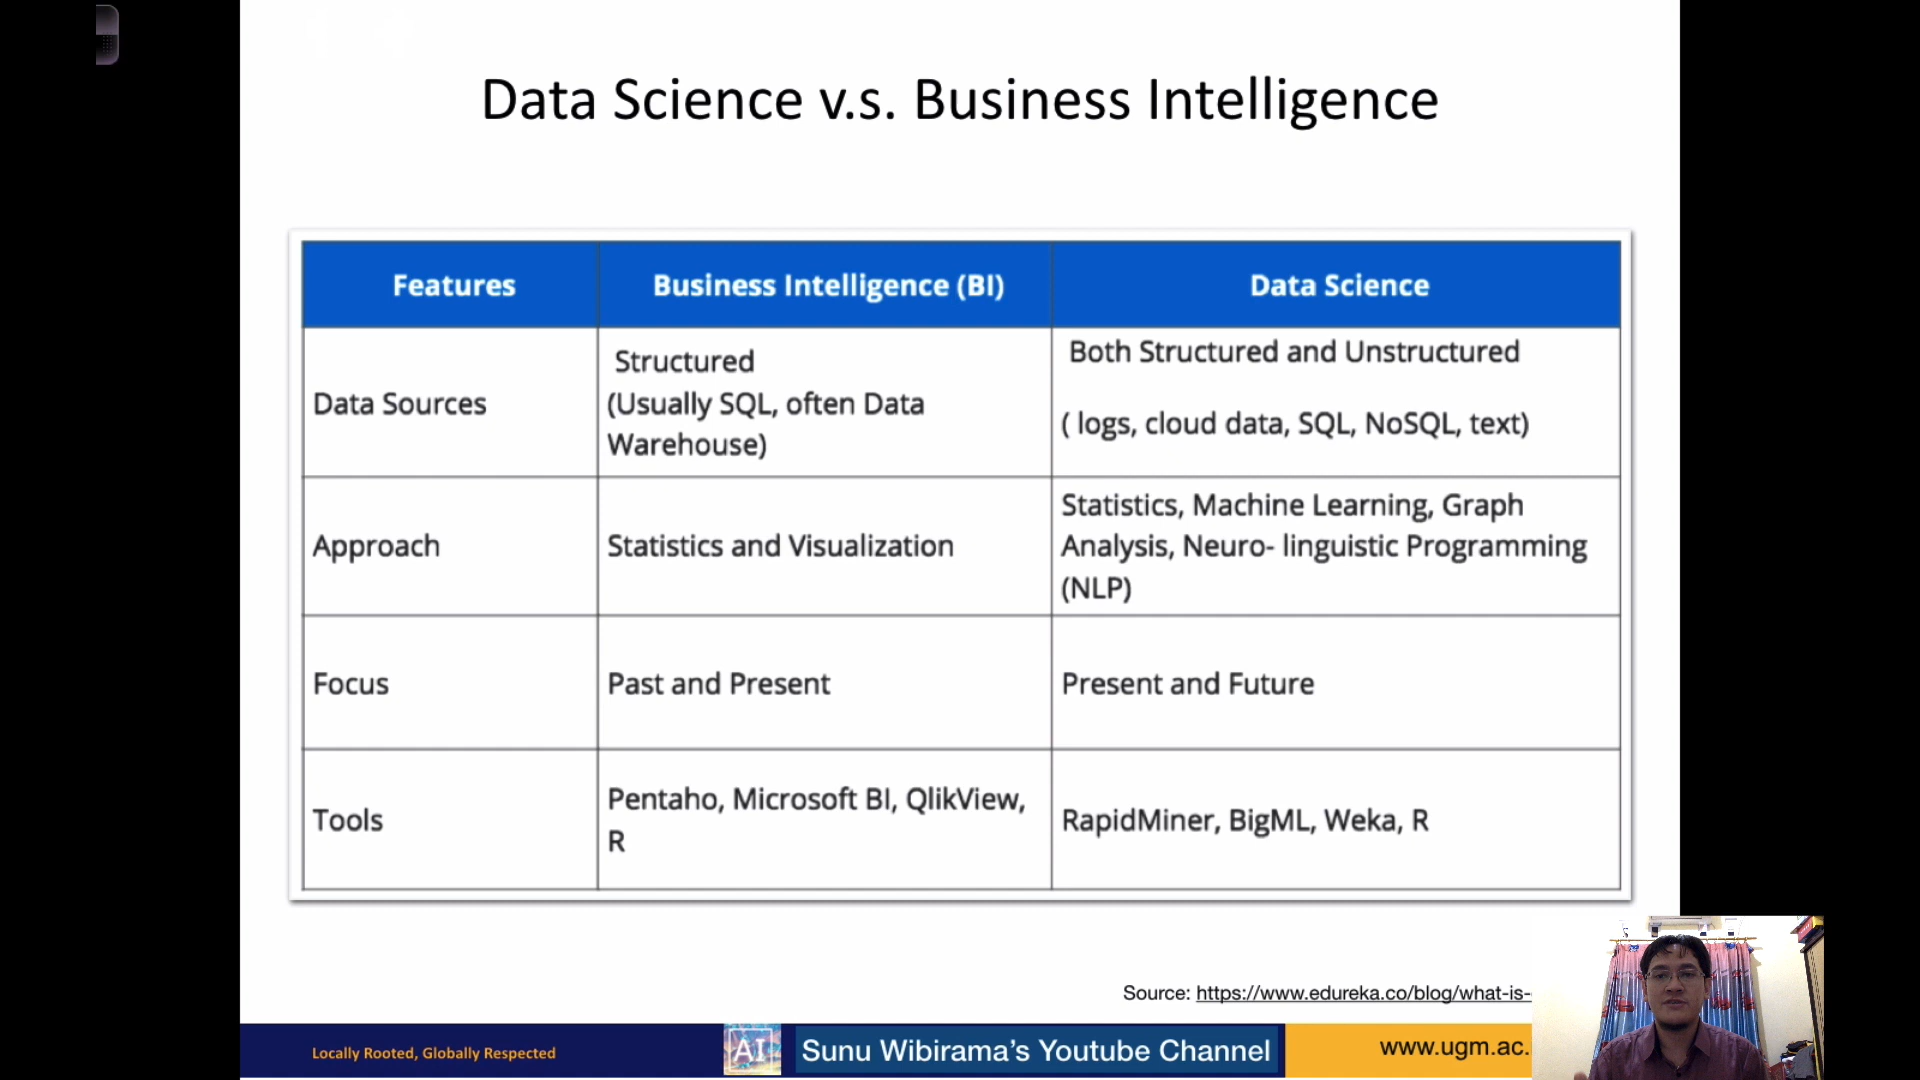 Data Science v.s. Business Intelligence
Features
Business Intelligence (BI)
Data Science
Data Sources
Structured
(Usually SQL, often Data
Warehouse)
Both Structured and Unstructured
( logs, cloud data, SQL, NoSQL, text)
Approach
Statistics and Visualization
Statistics, Machine Learning, Graph
Analysis, Neuro- linguistic Programming
(NLP)
Focus
Past and Present
Present and Future
Tools
Pentaho, Microsoft BI, QlikView,
R
RapidMiner, BigML, Weka, R
Source: https://www.edureka.co/blog/what-is-
Locally Rooted, Globally Respected
AI
Sunu Wibirama's Youtube Channel
www.ugm.ac.